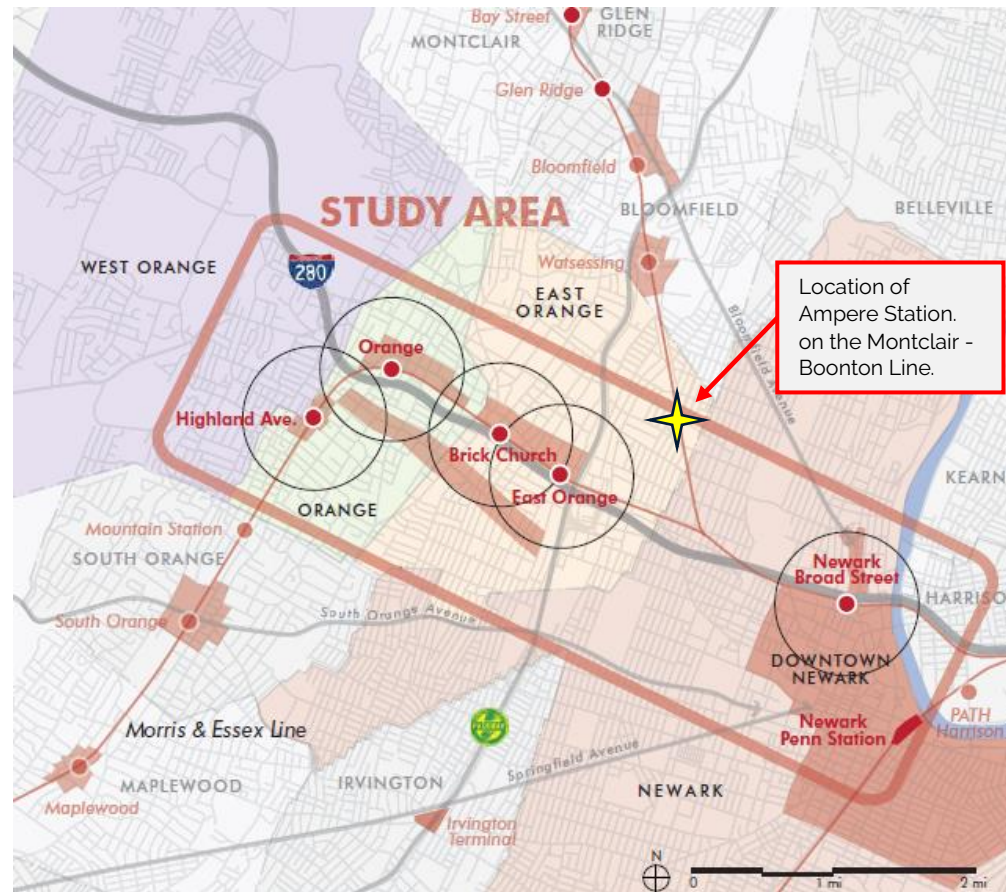 Bay Street
GLEN
RIDGE
MONTCLAIR
Glen Ridge
Bloomfield
STUDY AREA
BLOOMFIELD
BELLEVILLE
WEST ORANGE
280
Watsessing
EAST
ORANGE
Location of
Ampere Station.
on the Montclair -
Boonton Line.
Bloomfield Avenue
Orange
Highland Ave.
Brick Church
East Orange
KEARN
ORANGE
Mountain Station
SOUTH ORANGE
Newark
Broad Street
HARRISO
South Orange Avenue
South Orange
DOWNTOWN
NEWARK
PATH
Harrison
Newark
Penn Station
Morris & Essex Line
Springfield Avenue
MAPLEWOOD
IRVINGTON
NEWARK
Maplewood
Irvington
Terminal
N
0 1 mi 2 mi